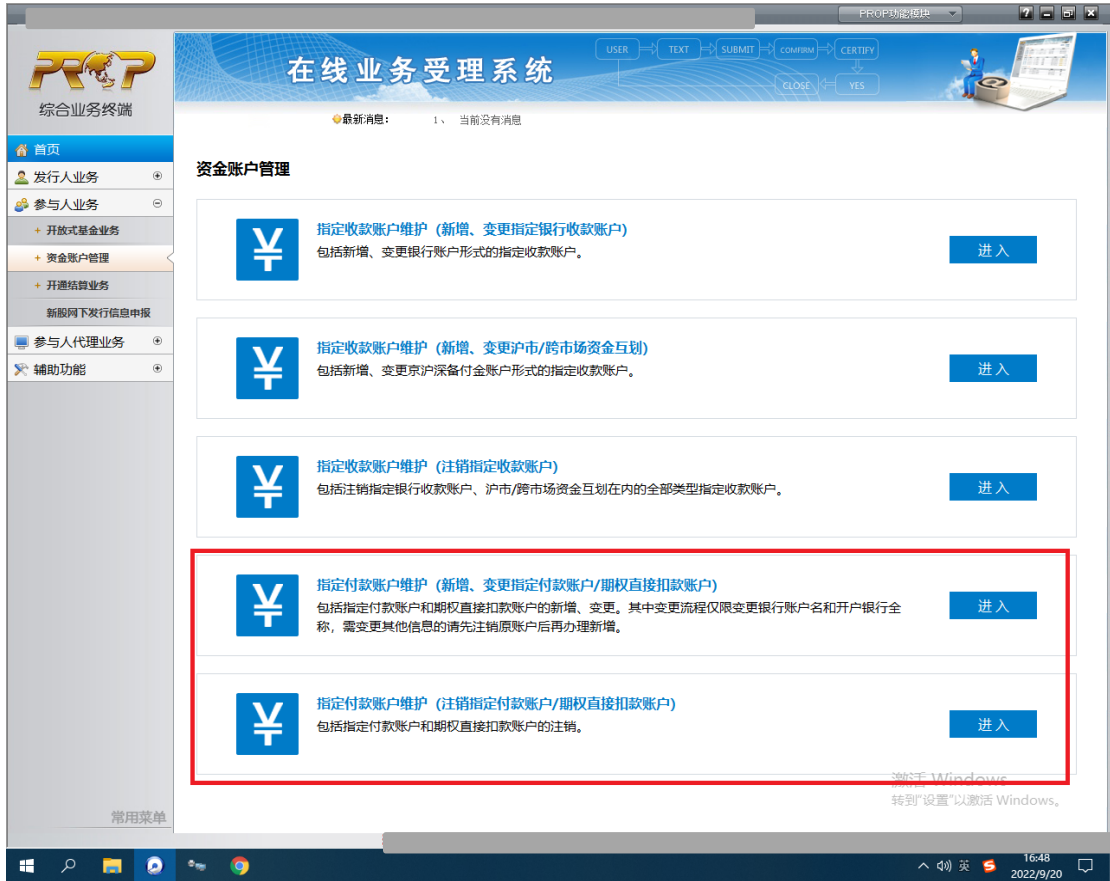 PROP功能模块
PROP
综合业务终端
在线业务受理系统
USER
TEXT
SUBMIT
CONFIRM
CERTIFY
CLOSE
YES
最新消息：
1、 当前没有消息
首页
发行人业务
参与人业务
开放式基金业务
资金账户管理
开通结算业务
新股网下发行信息申报
参与人代理业务
辅助功能
常用菜单
资金账户管理
指定收款账户维护（新增、变更指定银行收款账户）
包括新增、变更银行账户形式的指定收款账户。
进入
指定收款账户维护（新增、变更沪市/跨市场资金互划）
包括新增、变更京沪深备付金账户形式的指定收款账户。
进入
指定收款账户维护（注销指定收款账户）
包括注销指定银行收款账户、沪市/跨市场资金互划在内的全部类型指定收款账户。
进入
指定付款账户维护（新增、变更指定付款账户/期权直接扣款账户）
包括指定付款账户和期权直接扣款账户的新增、变更。其中变更流程仅限变更银行账户名和开户银行全
称，需变更其他信息的请先注销原账户后再办理新增。
进入
指定付款账户维护（注销指定付款账户/期权直接扣款账户）
包括指定付款账户和期权直接扣款账户的注销。
进入
激活 Windows
转到"设置"以激活 Windows。
英
16:48
2022/9/20